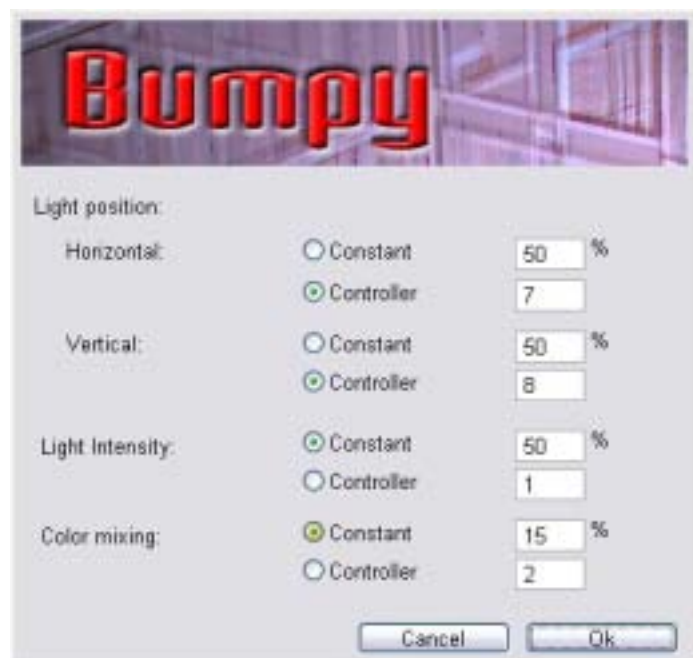 Bumpy
Light position:
Horizontal: Constant 50 %
Controller 7
Vertical: Constant 50 %
Controller 8
Light Intensity: Constant 50 %
Controller 1
Color mixing: Constant 15 %
Controller 2
Cancel Ok